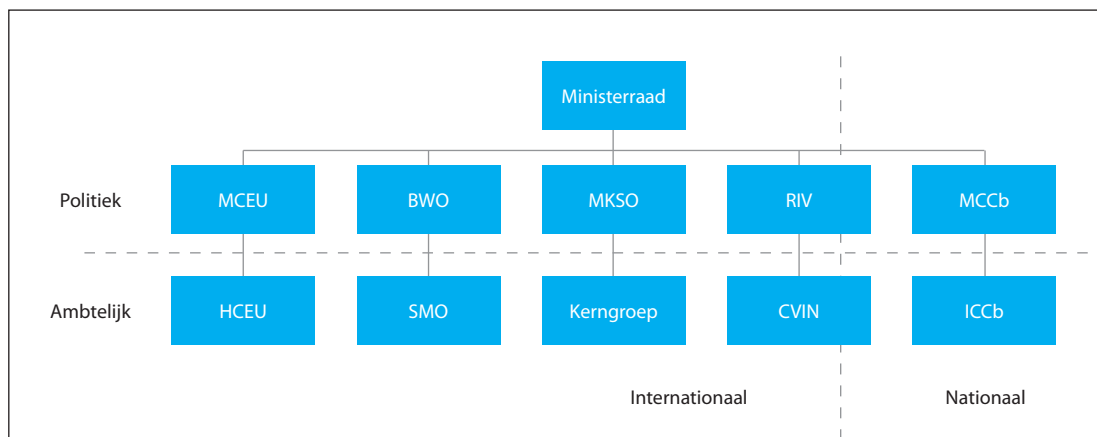 Ministerraad
Politiek
MCEU
BWO
MKSO
RIV
MCCb
Ambtelijk
HCEU
SMO
Kerngroep
CVIN
ICCb
Internationaal
Nationaal